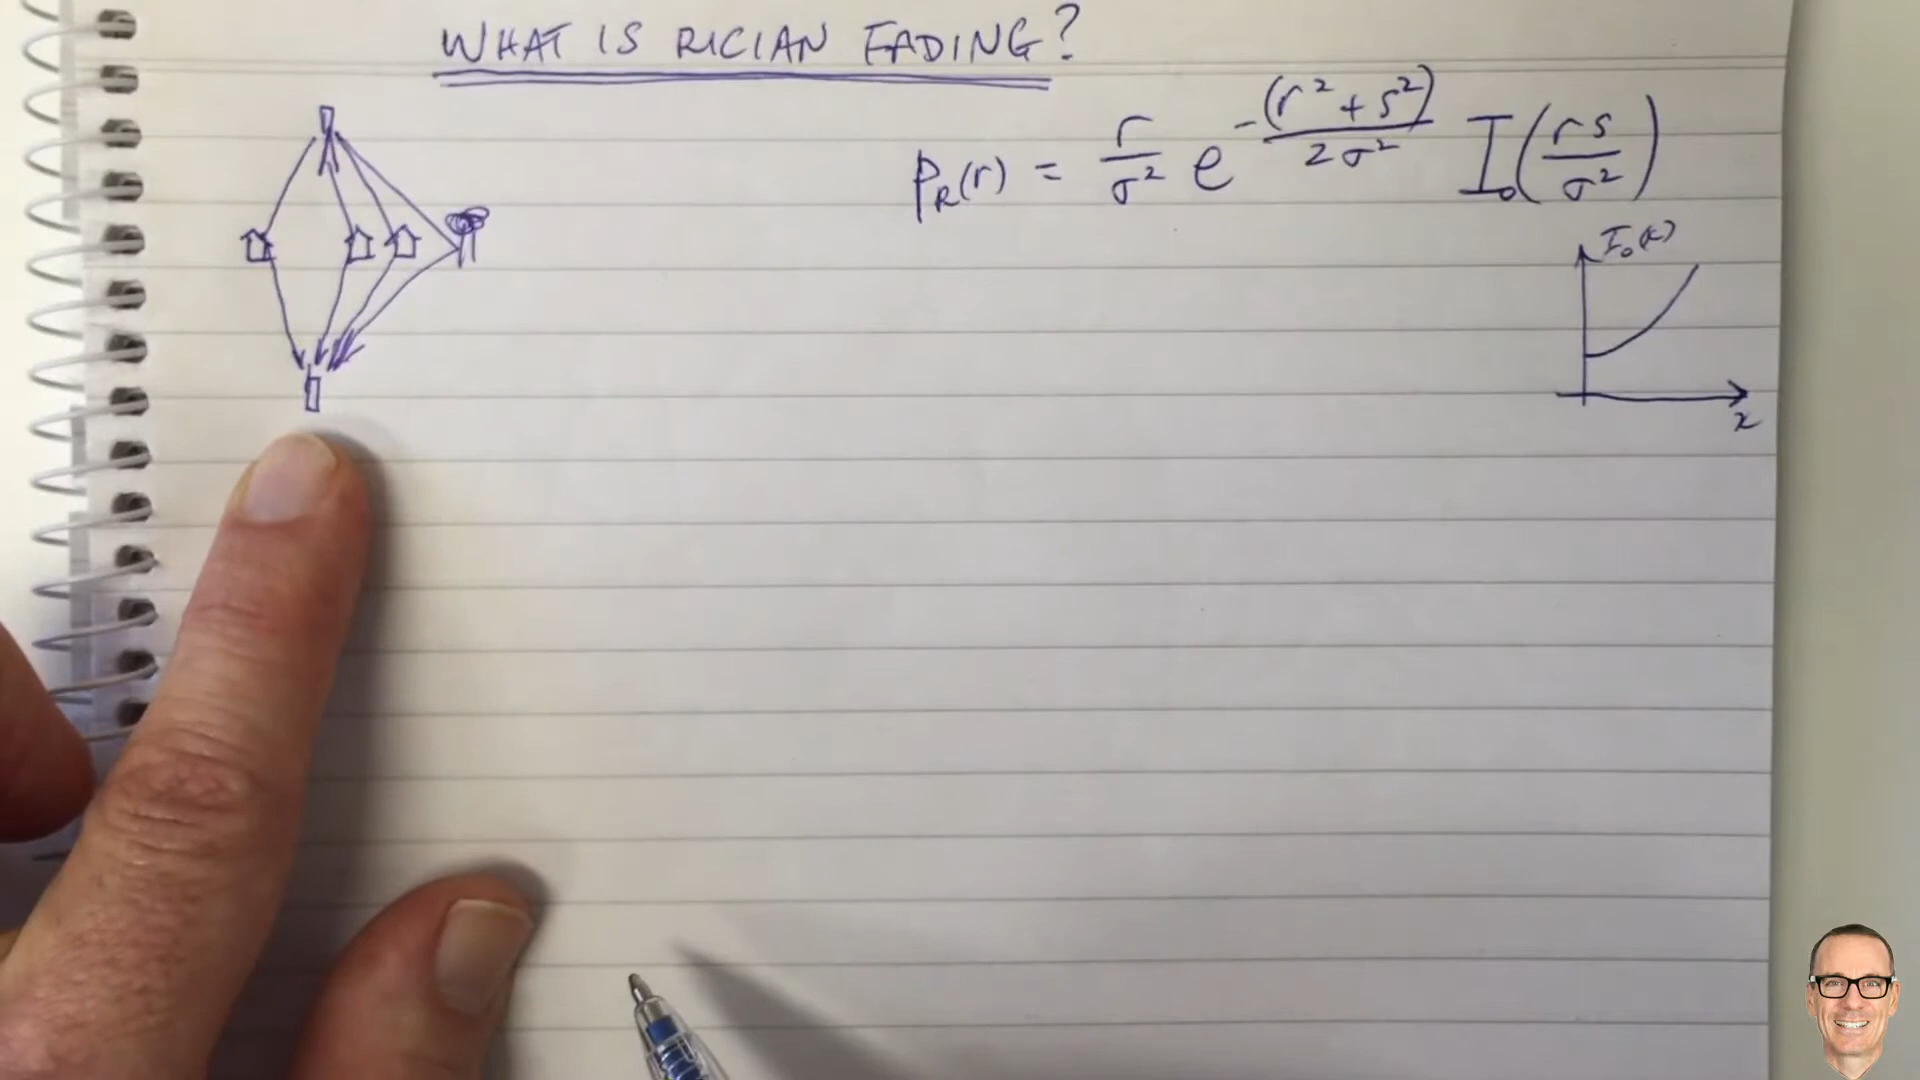 WHAT IS RICIAN FADING?
p_R(r) = r/σ² e^(-(r²+s²)/2σ²) I₀(rs/σ²)
I₀(x)
x